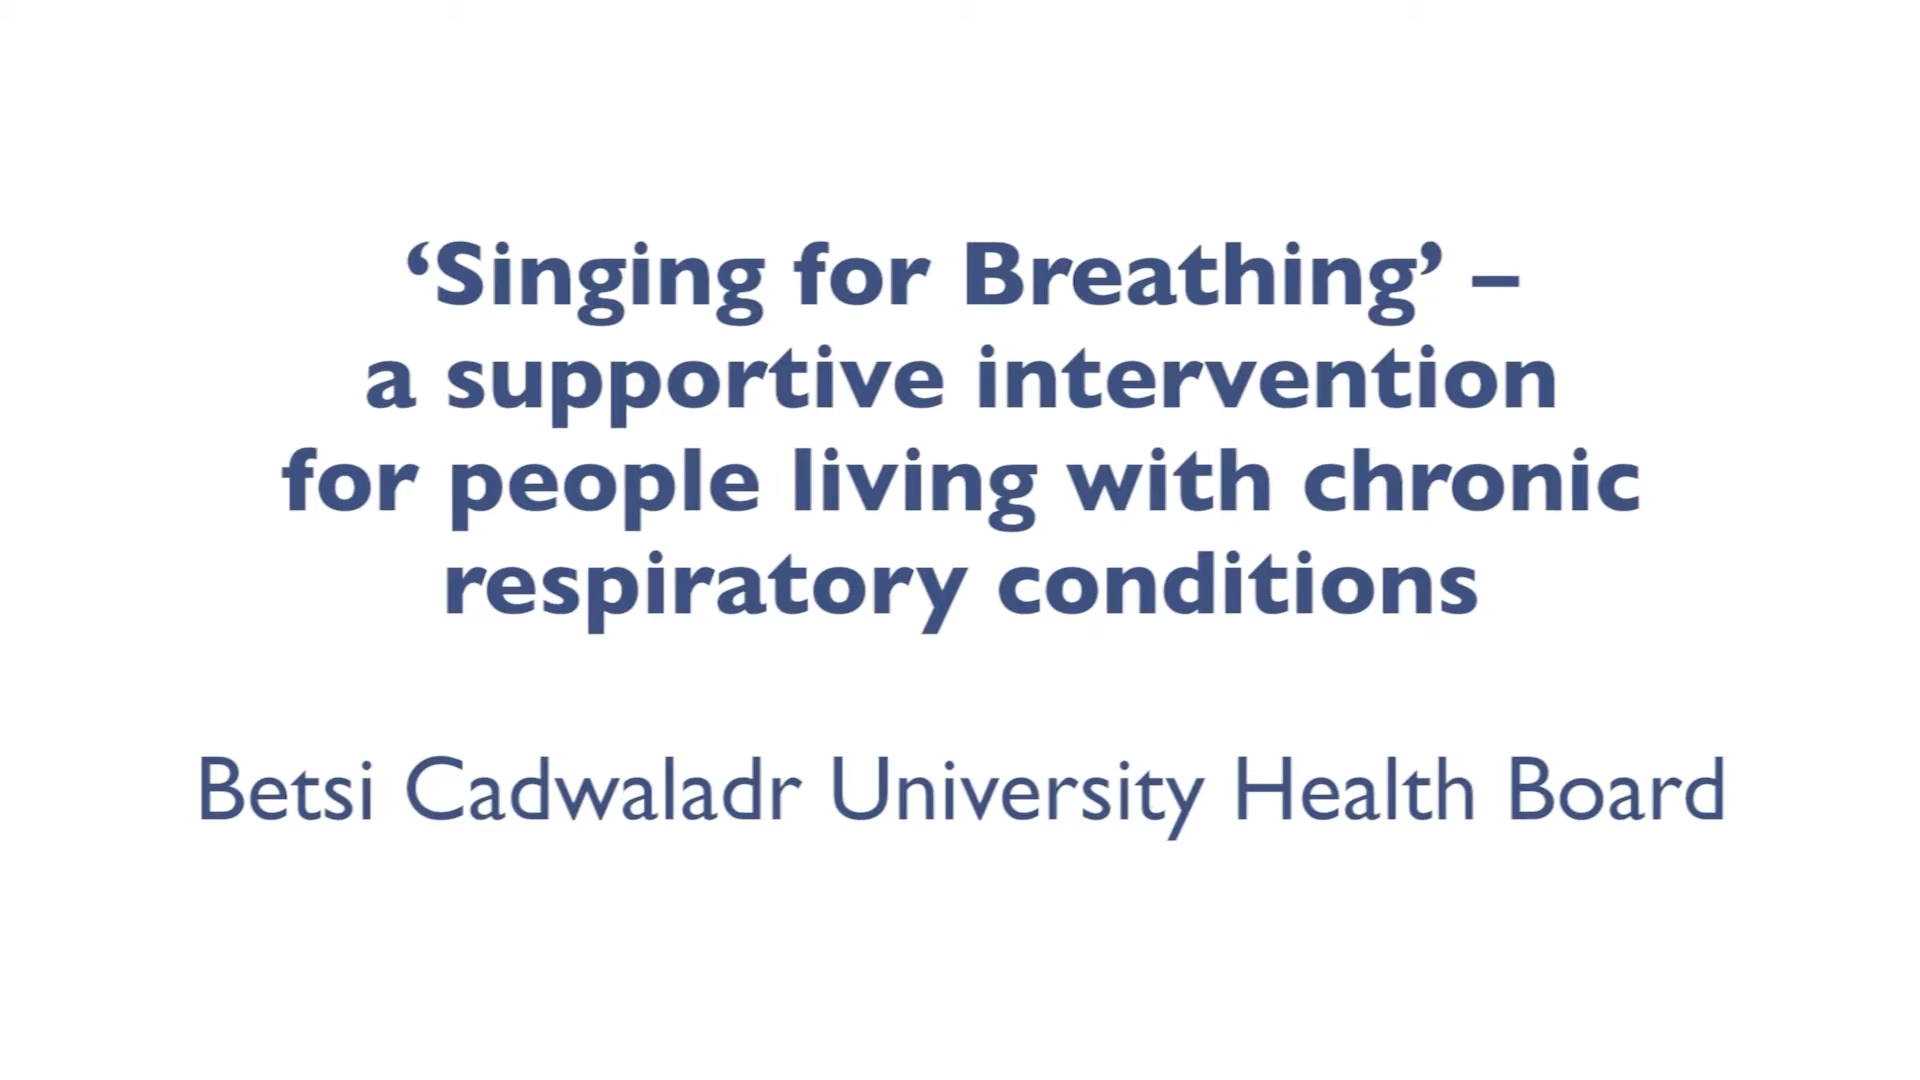 ‘Singing for Breathing’ –
a supportive intervention
for people living with chronic
respiratory conditions
Betsi Cadwaladr University Health Board